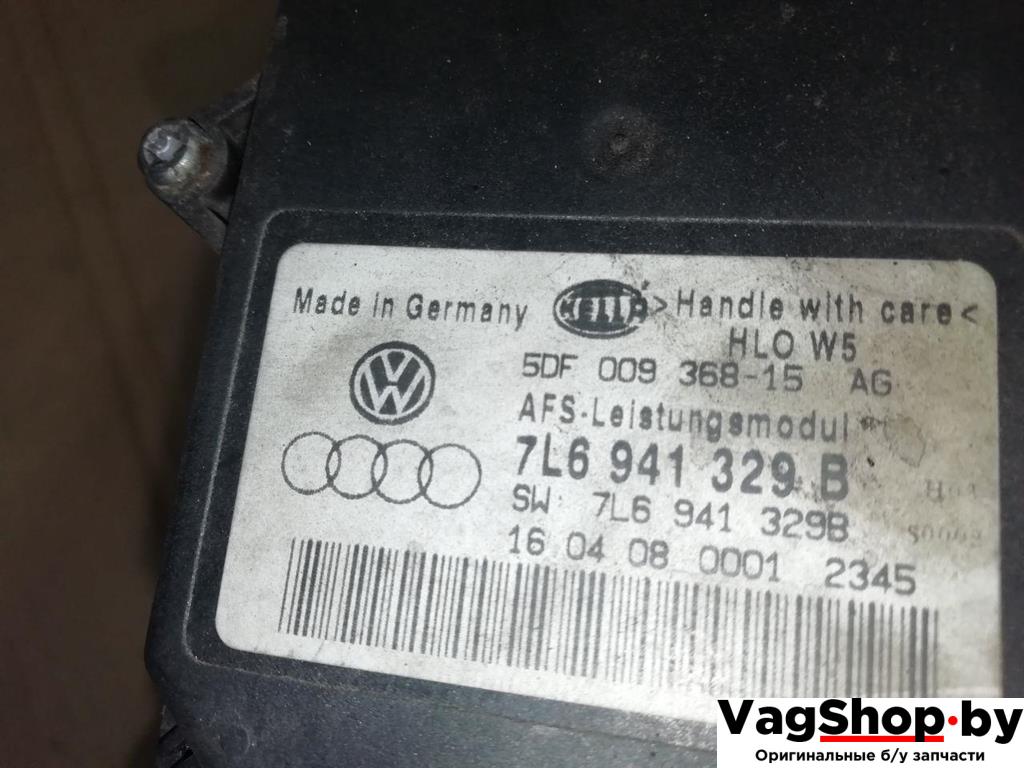 Made in Germany HELLA >Handle with care<
HLO W5
5DF 009 368-15 AG
AFS-Leistungsmodul
VW
7L6 941 329 B
SW: 7L6 941 329B
16 04 08 0001 2345
VagShop.by
Оригинальные б/у запчасти